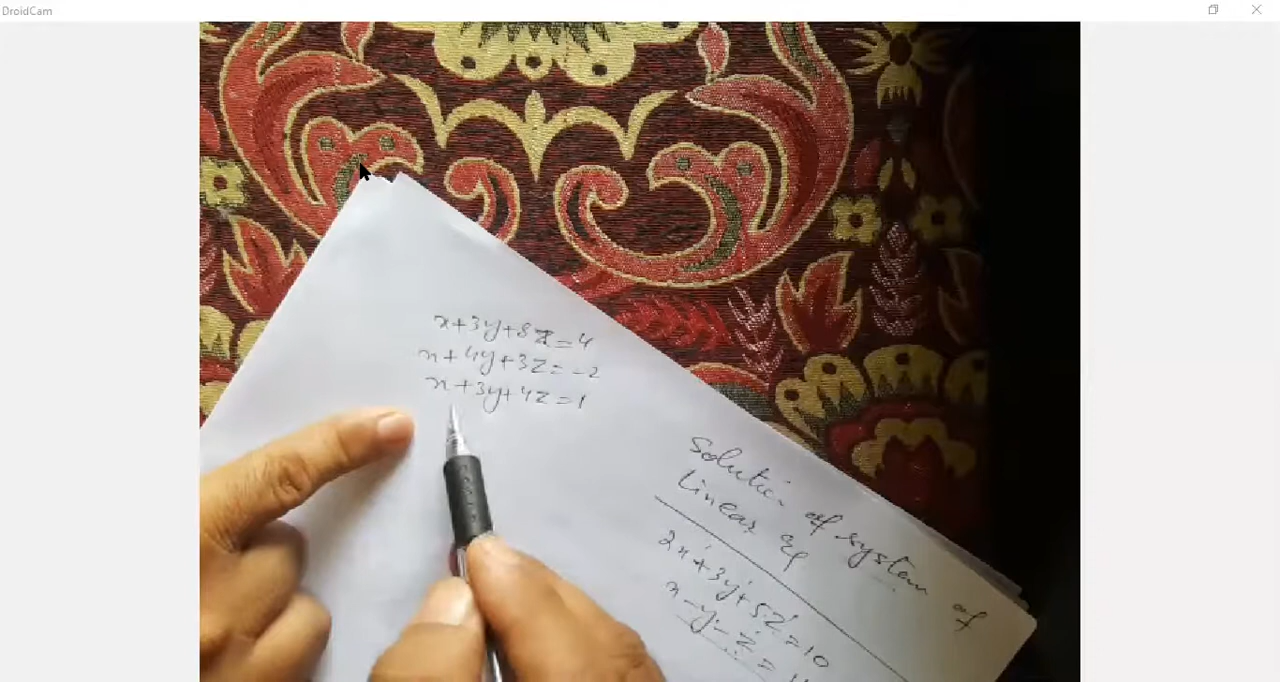 DroidCam
x+3y+8z=4
x+4y+3z=-2
x+3y+4z=1
Solution of system of
Linear eq
2x+3y+5z=10
x-y-z=